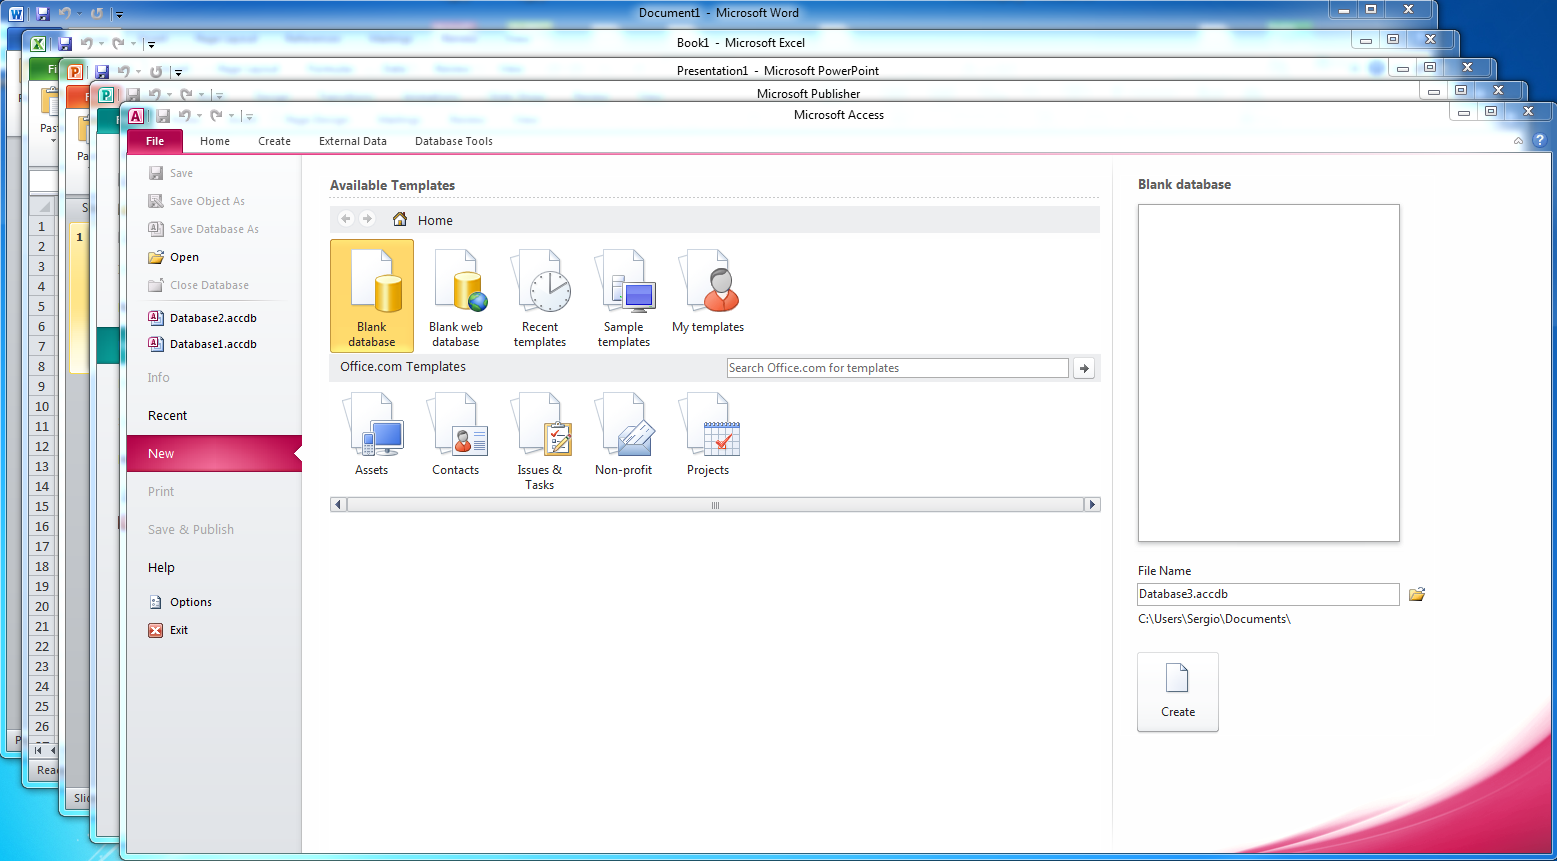 Document1 - Microsoft Word
Book1 - Microsoft Excel
Presentation1 - Microsoft PowerPoint
Microsoft Publisher
Microsoft Access
File Home Create External Data Database Tools
Save
Save Object As
Save Database As
Open
Close Database
Database2.accdb
Database1.accdb
Info
Recent
New
Print
Save & Publish
Help
Options
Exit
Available Templates
Home
Blank database
Blank web database
Recent templates
Sample templates
My templates
Office.com Templates
Search Office.com for templates
Assets
Contacts
Issues & Tasks
Non-profit
Projects
Blank database
File Name
Database3.accdb
C:\Users\Sergio\Documents\
Create
Fi
Pas
Pa
S
1
1
2
3
4
5
6
7
8
9
10
11
12
13
14
15
16
17
18
19
20
21
22
23
24
25
26
P
Rea
Slid